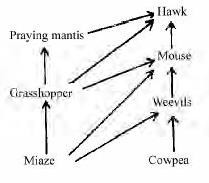 Hawk
Praying mantis
Mouse
Grasshopper
Weevils
Miaze
Cowpea